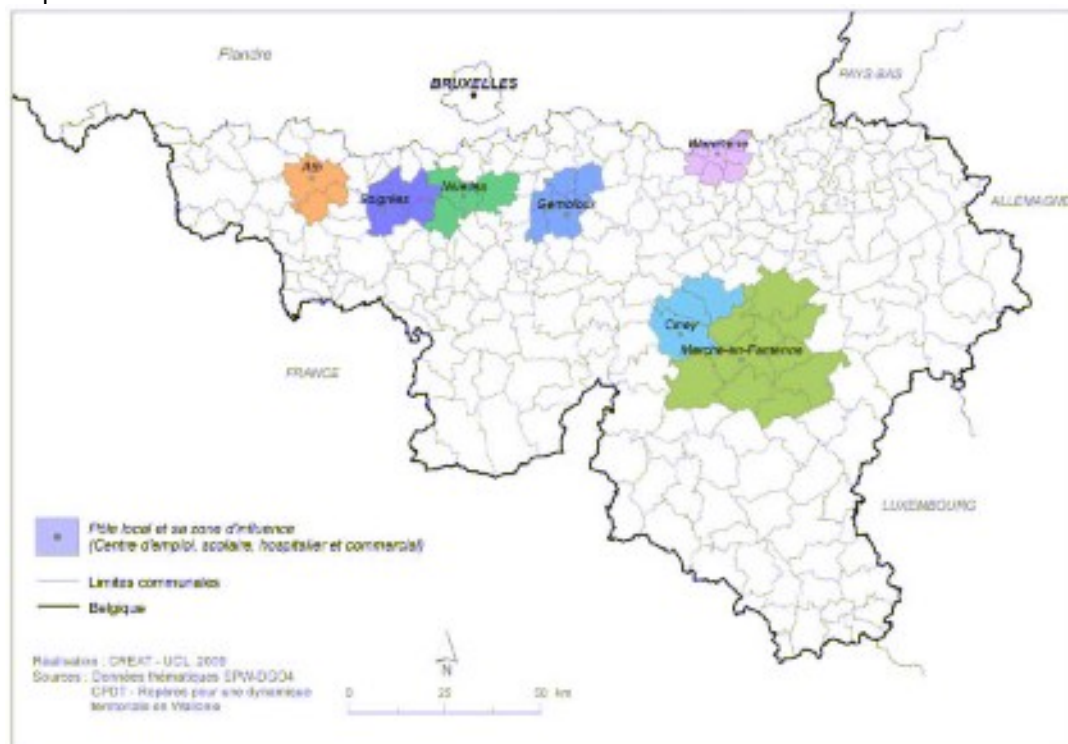 Flandre
BRUXELLES
PAYS-BAS
Ath
Waremme
Soignies
Nivelles
Gembloux
ALLEMAGNE
Ciney
Marche-en-Famenne
FRANCE
LUXEMBOURG
Pôle local et sa zone d'influence
(Centre d'emploi, scolaire, hospitalier et commercial)
Limites communales
Belgique
Réalisation : CREAT - UCL, 2009
Sources : Données thématiques SPW-DGO4
CPDT - Repères pour une dynamique
territoriale en Wallonie
N
0 25 50 km